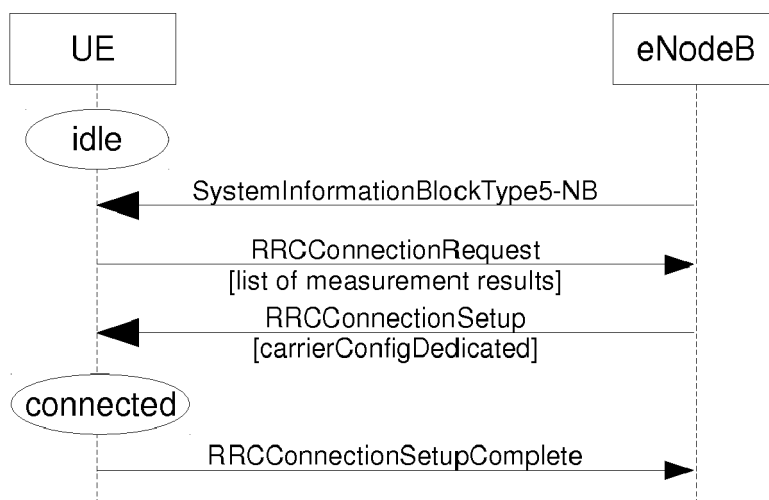 UE
eNodeB
idle
SystemInformationBlockType5-NB
RRCConnectionRequest
[list of measurement results]
RRCConnectionSetup
[carrierConfigDedicated]
connected
RRCConnectionSetupComplete